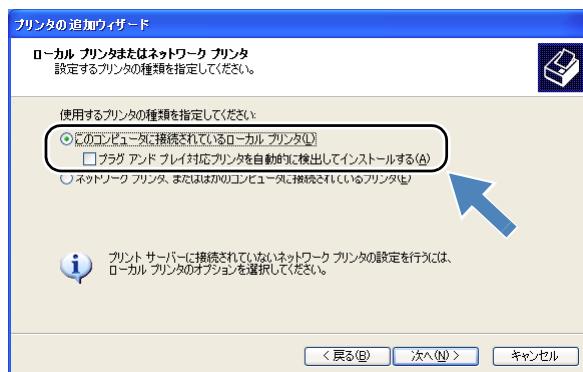 プリンタの追加ウィザード
ローカル プリンタまたはネットワーク プリンタ
設定するプリンタの種類を指定してください。
使用するプリンタの種類を指定してください:
このコンピュータに接続されているローカル プリンタ(L)
プラグ アンド プレイ対応プリンタを自動的に検出してインストールする(A)
ネットワーク プリンタ、またはほかのコンピュータに接続されているプリンタ(E)
プリント サーバーに接続されていないネットワーク プリンタの設定を行うには、
ローカル プリンタのオプションを選択してください。
< 戻る(B) 次へ(N) > キャンセル